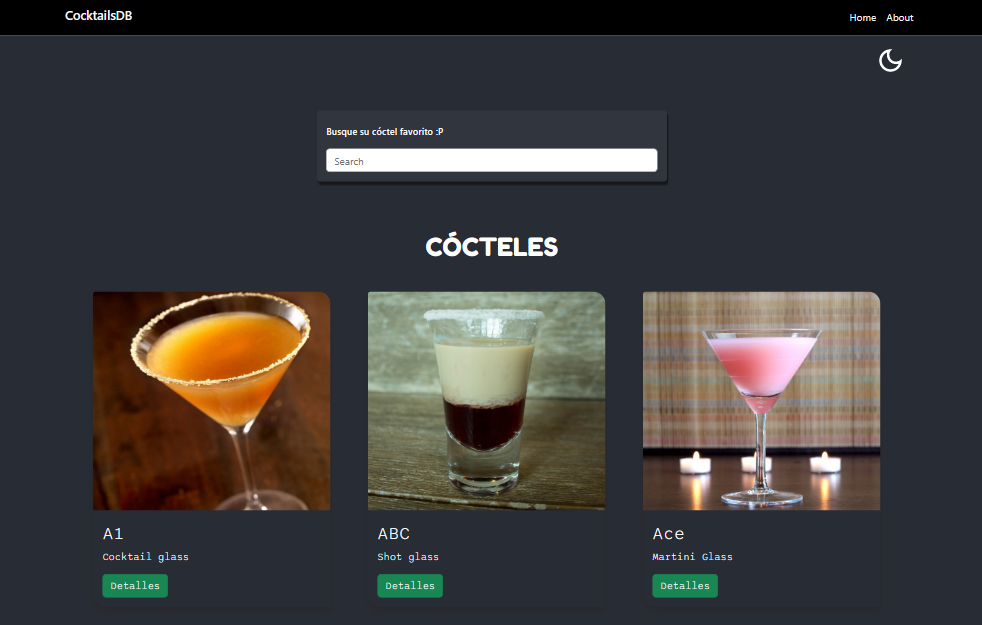 CocktailsDB
Home About
Busque su cóctel favorito :P
Search
CÓCTELES
A1
Cocktail glass
Detalles
ABC
Shot glass
Detalles
Ace
Martini Glass
Detalles